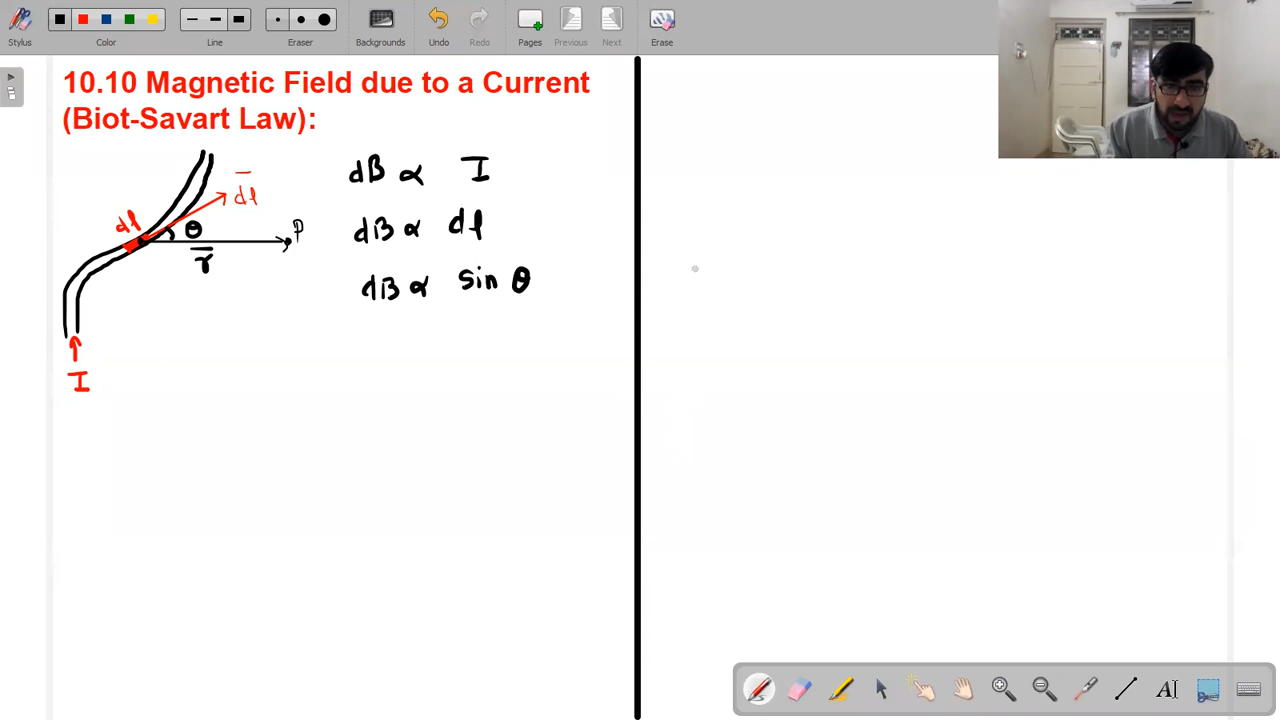 Stylus
Color
Line
Eraser
Backgrounds
Undo
Redo
Pages
Previous
Next
Erase
10.10 Magnetic Field due to a Current
(Biot-Savart Law):
dB ∝ I
dl
dl
θ
P
r
dB ∝ dl
dB ∝ sin θ
I